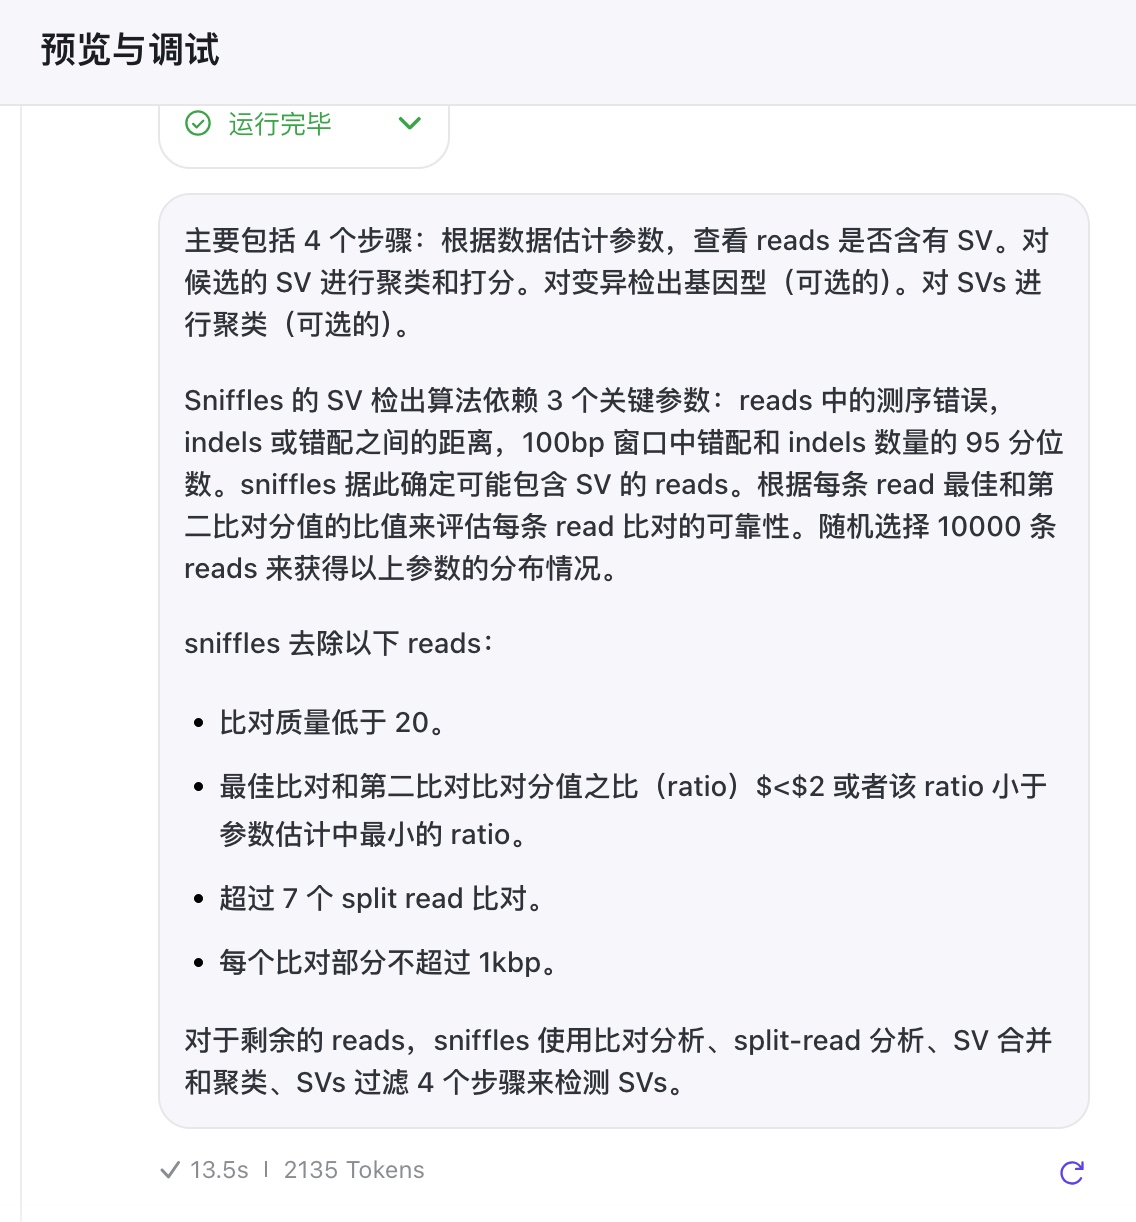 预览与调试
运行完毕
主要包括 4 个步骤：根据数据估计参数，查看 reads 是否含有 SV。对
候选的 SV 进行聚类和打分。对变异检出基因型（可选的）。对 SVs 进
行聚类（可选的）。
Sniffles 的 SV 检出算法依赖 3 个关键参数：reads 中的测序错误，
indels 或错配之间的距离，100bp 窗口中错配和 indels 数量的 95 分位
数。sniffles 据此确定可能包含 SV 的 reads。根据每条 read 最佳和第
二比对分值的比值来评估每条 read 比对的可靠性。随机选择 10000 条
reads 来获得以上参数的分布情况。
sniffles 去除以下 reads：
• 比对质量低于 20。
• 最佳比对和第二比对比对分值之比（ratio）$<$2 或者该 ratio 小于
参数估计中最小的 ratio。
• 超过 7 个 split read 比对。
• 每个比对部分不超过 1kbp。
对于剩余的 reads，sniffles 使用比对分析、split-read 分析、SV 合并
和聚类、SVs 过滤 4 个步骤来检测 SVs。
13.5s | 2135 Tokens